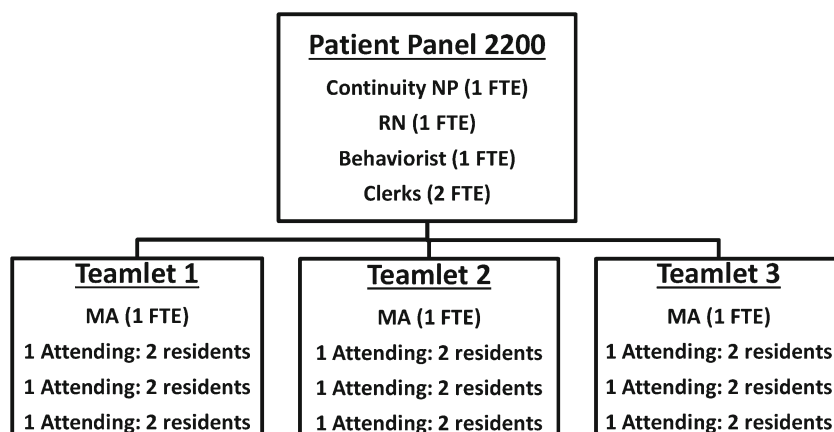 Patient Panel 2200
Continuity NP (1 FTE)
RN (1 FTE)
Behaviorist (1 FTE)
Clerks (2 FTE)
Teamlet 1
MA (1 FTE)
1 Attending: 2 residents
1 Attending: 2 residents
1 Attending: 2 residents
Teamlet 2
MA (1 FTE)
1 Attending: 2 residents
1 Attending: 2 residents
1 Attending: 2 residents
Teamlet 3
MA (1 FTE)
1 Attending: 2 residents
1 Attending: 2 residents
1 Attending: 2 residents